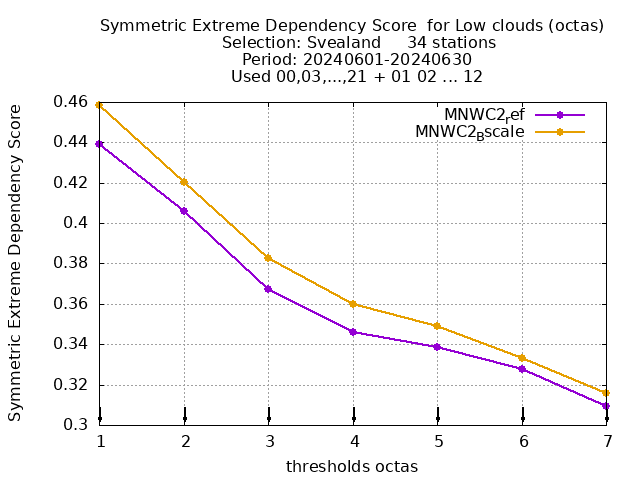 Symmetric Extreme Dependency Score  for Low clouds (octas)
Selection: Svealand     34 stations
Period: 20240601-20240630
Used 00,03,...,21 + 01 02 ... 12
MNWC2_ref
MNWC2_Bscale
Symmetric Extreme Dependency Score
0.46
0.44
0.42
0.4
0.38
0.36
0.34
0.32
0.3
1 2 3 4 5 6 7
thresholds octas